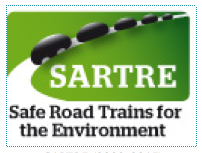 SARTRE
Safe Road Trains for
the Environment